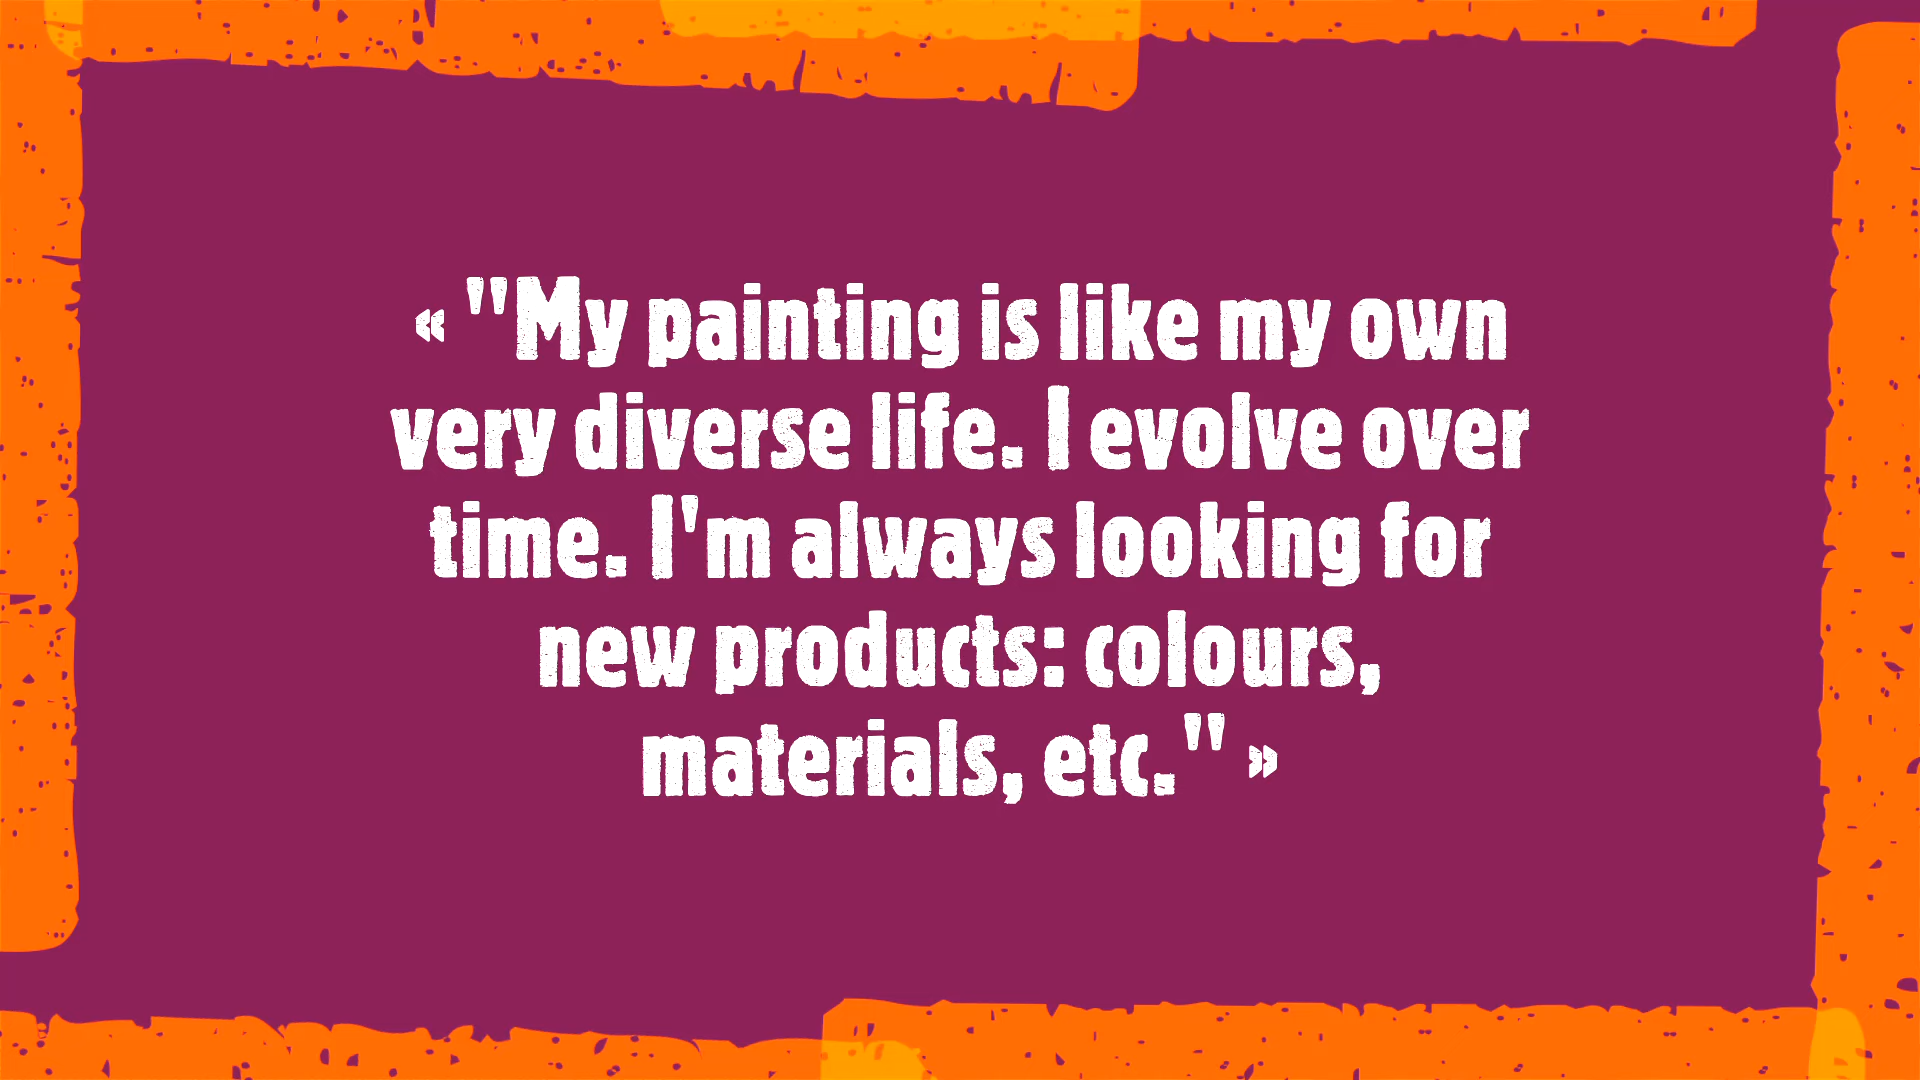 « "My painting is like my own
very diverse life. I evolve over
time. I'm always looking for
new products: colours,
materials, etc." »